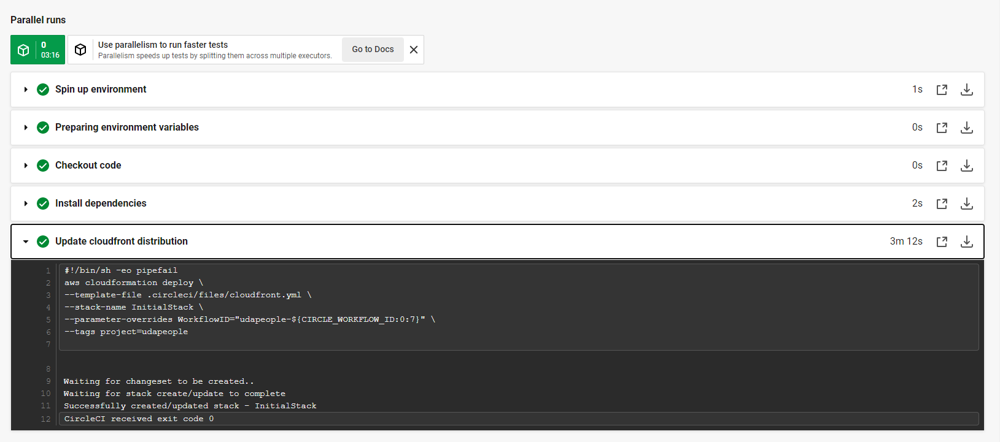 Parallel runs
0
03:16
Use parallelism to run faster tests
Parallelism speeds up tests by splitting them across multiple executors.
Go to Docs
Spin up environment 1s
Preparing environment variables 0s
Checkout code 0s
Install dependencies 2s
Update cloudfront distribution 3m 12s
1 #!/bin/sh -eo pipefail
2 aws cloudformation deploy \
3 --template-file .circleci/files/cloudfront.yml \
4 --stack-name InitialStack \
5 --parameter-overrides WorkflowID="udapeople-${CIRCLE_WORKFLOW_ID:0:7}" \
6 --tags project=udapeople
7
8
9 Waiting for changeset to be created..
10 Waiting for stack create/update to complete
11 Successfully created/updated stack - InitialStack
12 CircleCI received exit code 0